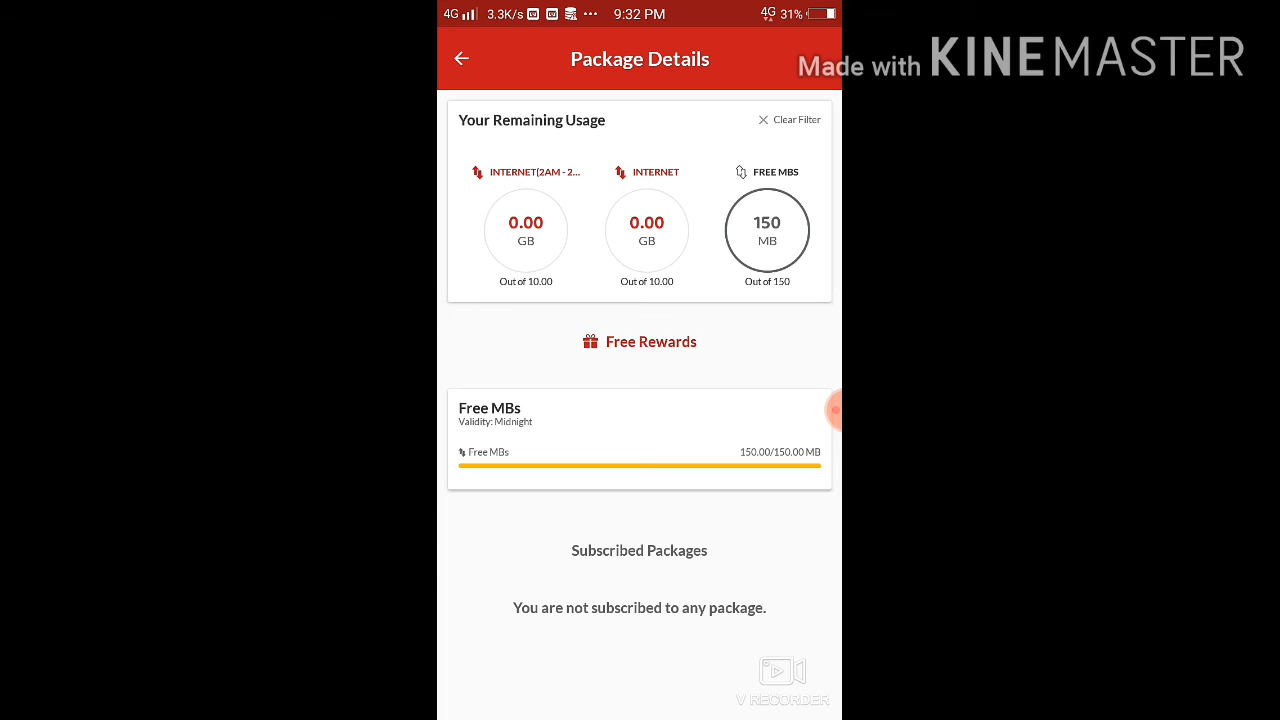 4G 3.3K/s ... 9:32 PM 4G 31%
Package Details
Made with KINEMASTER
Your Remaining Usage
Clear Filter
INTERNET(2AM - 2... INTERNET FREE MBS
0.00 0.00 150
GB GB MB
Out of 10.00 Out of 10.00 Out of 150
Free Rewards
Free MBs
Validity: Midnight
Free MBs 150.00/150.00 MB
Subscribed Packages
You are not subscribed to any package.
V RECORDER